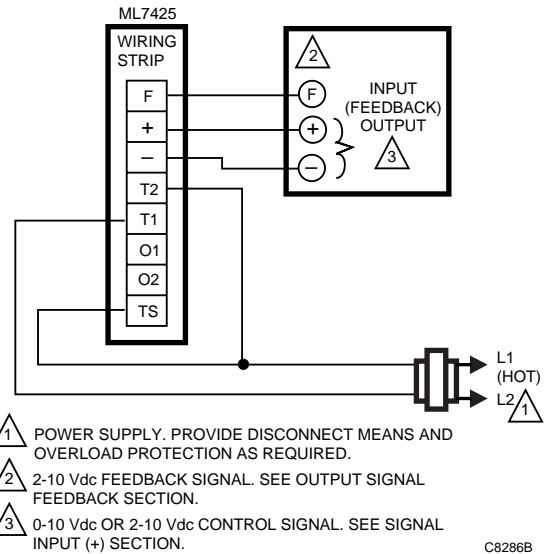 ML7425
WIRING
STRIP
F
+
−
T2
T1
O1
O2
TS
2
F
+
−
INPUT
(FEEDBACK)
OUTPUT
3
L1
(HOT)
L2 1
1 POWER SUPPLY. PROVIDE DISCONNECT MEANS AND
OVERLOAD PROTECTION AS REQUIRED.
2 2-10 Vdc FEEDBACK SIGNAL. SEE OUTPUT SIGNAL
FEEDBACK SECTION.
3 0-10 Vdc OR 2-10 Vdc CONTROL SIGNAL. SEE SIGNAL
INPUT (+) SECTION.
C8286B